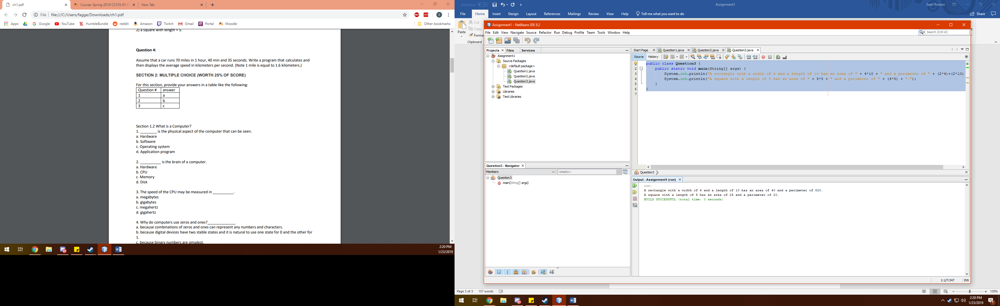 ch1.pdf
Course: Spring 2019 CS155-01 C
New Tab
File
file:///C:/Users/fagge/Downloads/ch1.pdf
S
Apps
Google
YouTube
HumbleBundle
reddit
Amazon
Twitch
Gmail
Portal
Moodle
Other bookmarks
2) a square with length = 5.
Question 4:
Assume that a car runs 70 miles in 1 hour, 40 min and 35 seconds. Write a program that calculates and
then displays the average speed in kilometers per second. (Note 1 mile is equal to 1.6 kilometers.)
SECTION 2: MULTIPLE CHOICE (WORTH 25% OF SCORE)
For this section, provide your answers in a table like the following:
Question # answer
1 a
2 b
3 c
Section 1.2 What is a Computer?
1. ________ is the physical aspect of the computer that can be seen.
a. Hardware
b. Software
c. Operating system
d. Application program
2. __________ is the brain of a computer.
a. Hardware
b. CPU
c. Memory
d. Disk
3. The speed of the CPU may be measured in __________.
a. megabytes
b. gigabytes
c. megahertz
d. gigahertz
4. Why do computers use zeros and ones?______________
a. because combinations of zeros and ones can represent any numbers and characters.
b. because digital devices have two stable states and it is natural to use one state for 0 and the other for
1.
c. because binary numbers are simplest.
2:20 PM
1/23/2019
AutoSave Off
Assignment1
Sean Poston
File Home Insert Design Layout References Mailings Review View Help Tell me what you want to do
Share
Paste
Cut
Copy
Forma
Clipboard
Assignment1 - NetBeans IDE 8.2
File Edit View Navigate Source Refactor Run Debug Profile Team Tools Window Help
Search (Ctrl+I)
Projects Files Services
Assignment1
Source Packages
<default package>
Question1.java
Question2.java
Question3.java
Test Packages
Libraries
Test Libraries
Start Page Question1.java Question2.java Question3.java
Source History
public class Question3 {
2 public static void main(String[] args) {
3 System.out.println("A rectangle with a width of 4 and a length of 10 has an area of " + 4*10 + " and a perimeter of " + (2*4)+(2*10)
4 System.out.println("A square with a length of 5 has an area of " + 5*5 + " and a perimeter of " + (4*5) + ".");
5 }
6 }
7
Question3
Question3 - Navigator
Members
<empty>
Question3
main(String[] args)
Output - Assignment1 (run)
run:
A rectangle with a width of 4 and a length of 10 has an area of 40 and a perimeter of 820.
A square with a length of 5 has an area of 25 and a perimeter of 20.
BUILD SUCCESSFUL (total time: 0 seconds)
1:1/7:347
INS
Page 3 of 3
157 words
100%
2:20 PM
1/23/2019